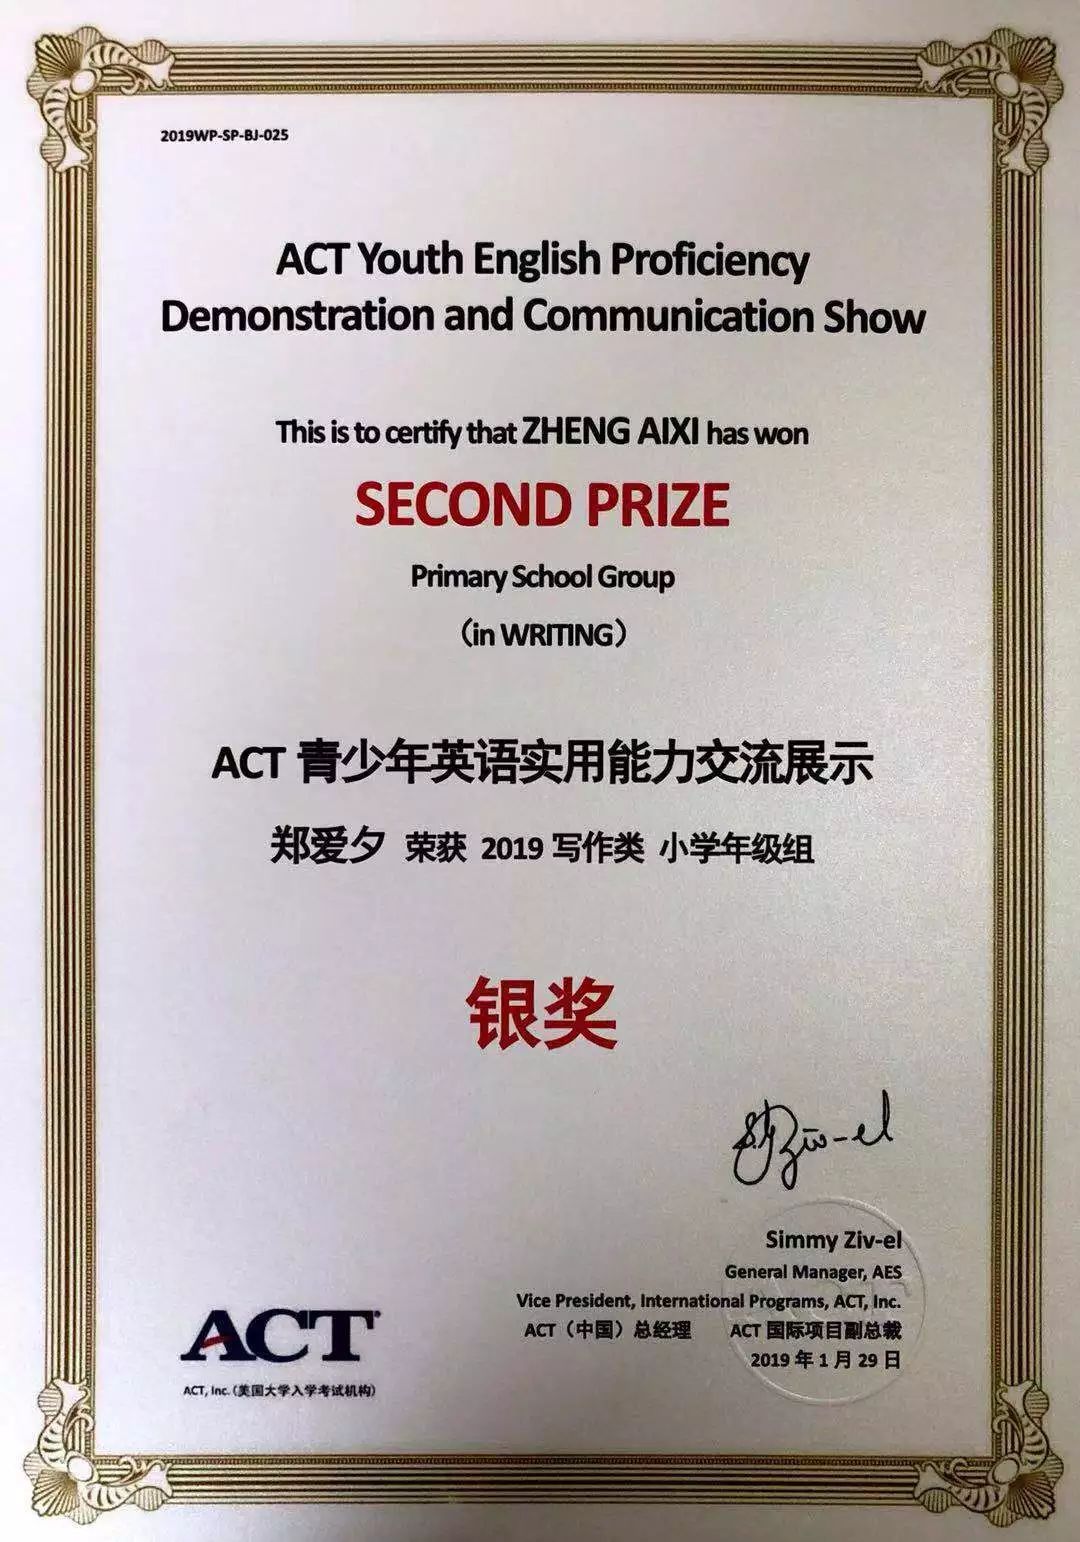 2019WP-SP-BJ-025
ACT Youth English Proficiency
Demonstration and Communication Show
This is to certify that ZHENG AIXI has won
SECOND PRIZE
Primary School Group
（in WRITING）
ACT 青少年英语实用能力交流展示
郑爱夕 荣获 2019 写作类 小学年级组
银奖
Ziv-el
Simmy Ziv-el
General Manager, AES
Vice President, International Programs, ACT, Inc.
ACT（中国）总经理 ACT 国际项目副总裁
2019 年 1 月 29 日
ACT
ACT, Inc.（美国大学入学考试机构）